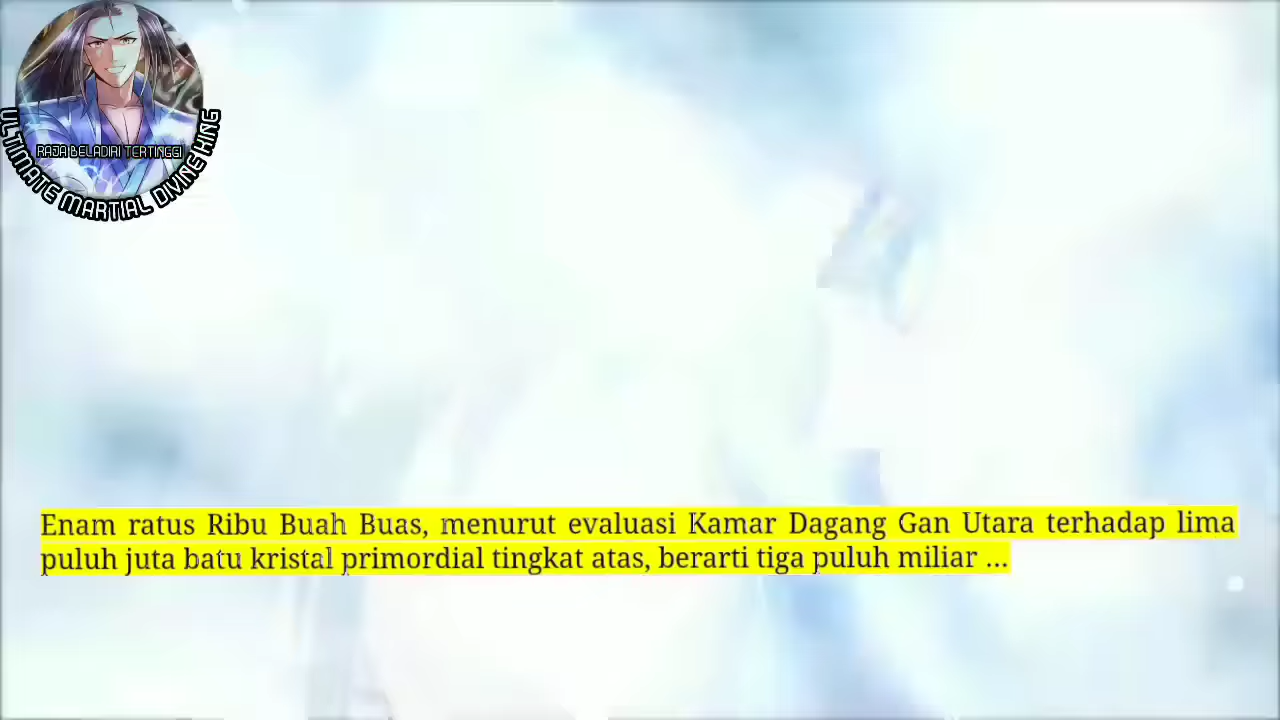 RAJA BELADIRI TERTINGGI
ULTIMATE MARTIAL DIVINE KING
Enam ratus Ribu Buah Buas, menurut evaluasi Kamar Dagang Gan Utara terhadap lima
puluh juta batu kristal primordial tingkat atas, berarti tiga puluh miliar ...